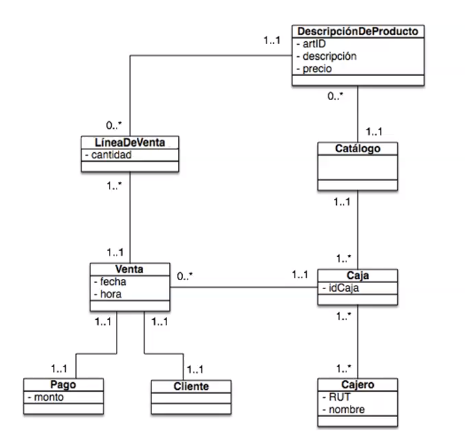 DescripciónDeProducto
- artID
- descripción
- precio
1..1
0..*
0..*
1..1
LíneaDeVenta
- cantidad
Catálogo
1..*
1..1
1..1
1..*
Venta
- fecha
- hora
0..*
1..1
Caja
- idCaja
1..1
1..1
1..*
1..1
1..1
1..*
Pago
- monto
Cliente
Cajero
- RUT
- nombre